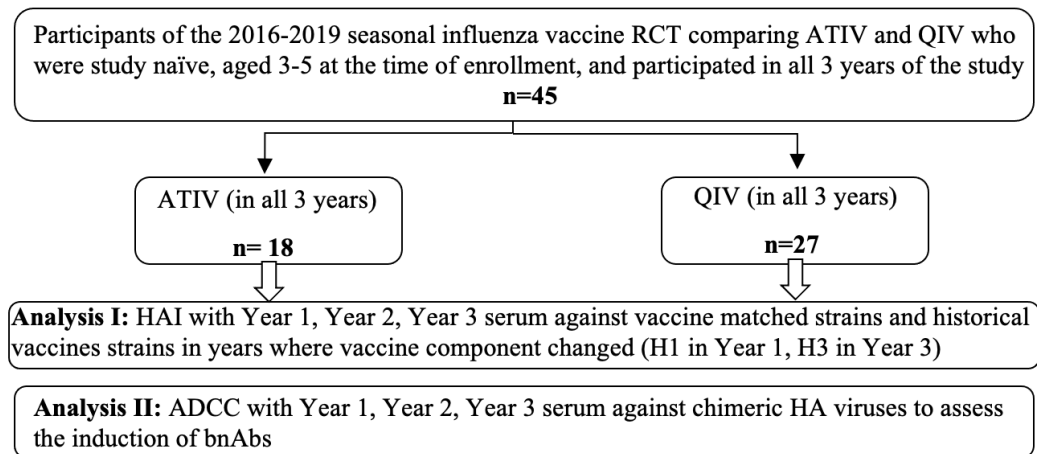 Participants of the 2016-2019 seasonal influenza vaccine RCT comparing ATIV and QIV who
were study naïve, aged 3-5 at the time of enrollment, and participated in all 3 years of the study
n=45
ATIV (in all 3 years)
n= 18
QIV (in all 3 years)
n=27
Analysis I: HAI with Year 1, Year 2, Year 3 serum against vaccine matched strains and historical
vaccines strains in years where vaccine component changed (H1 in Year 1, H3 in Year 3)
Analysis II: ADCC with Year 1, Year 2, Year 3 serum against chimeric HA viruses to assess
the induction of bnAbs